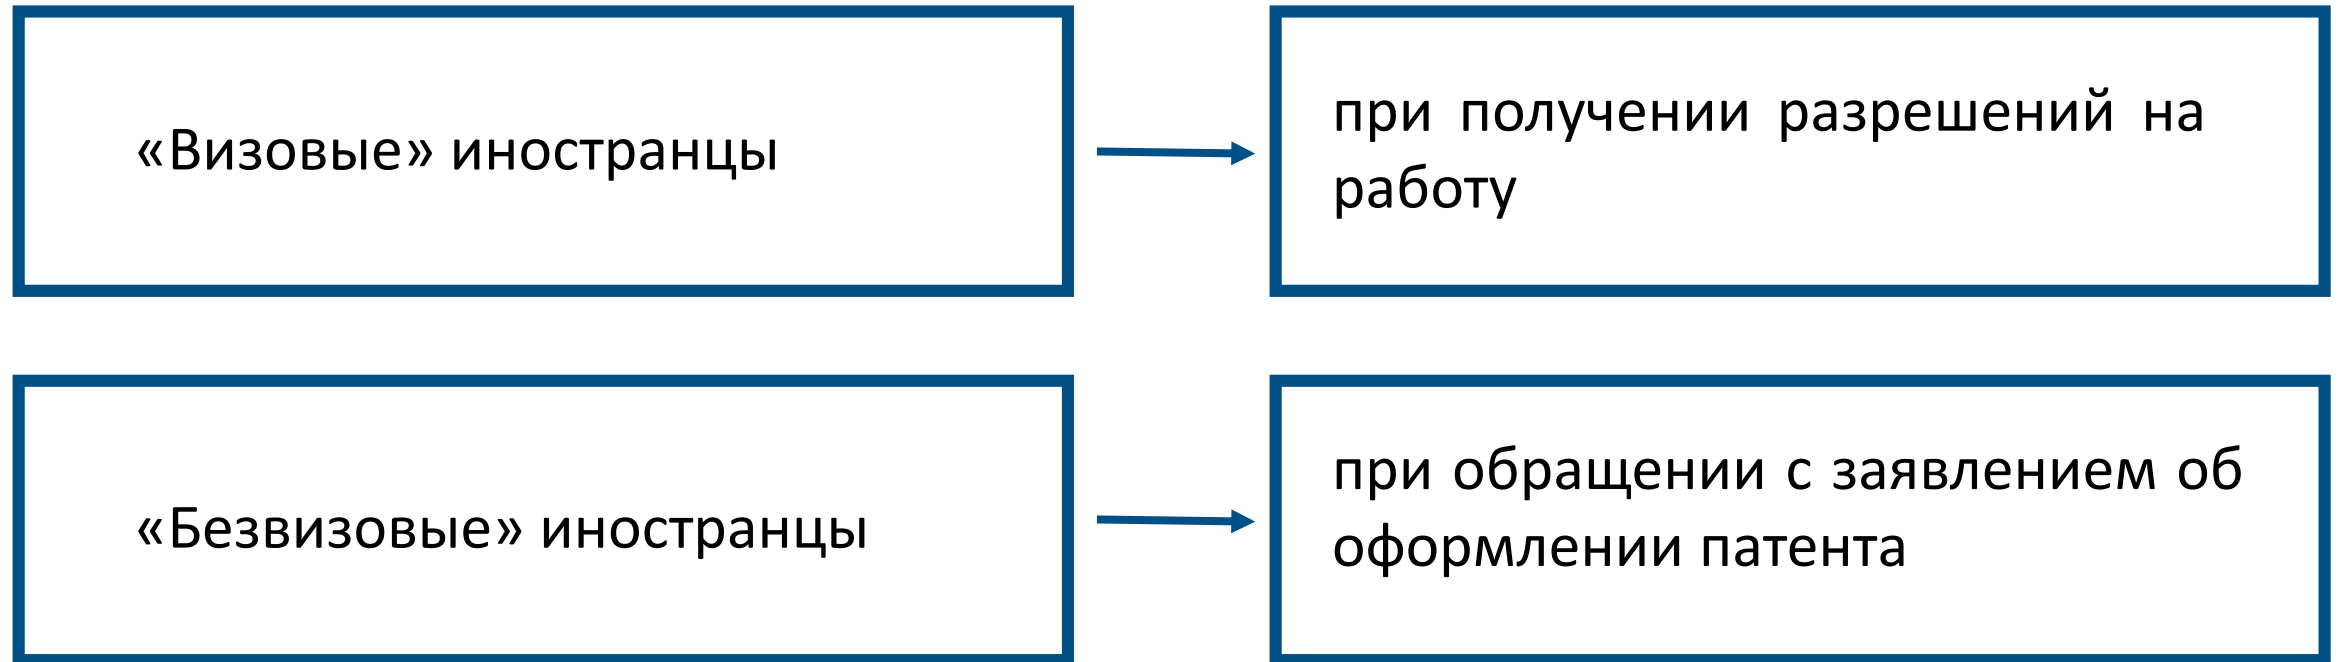 «Визовые» иностранцы
при получении разрешений на
работу
«Безвизовые» иностранцы
при обращении с заявлением об
оформлении патента